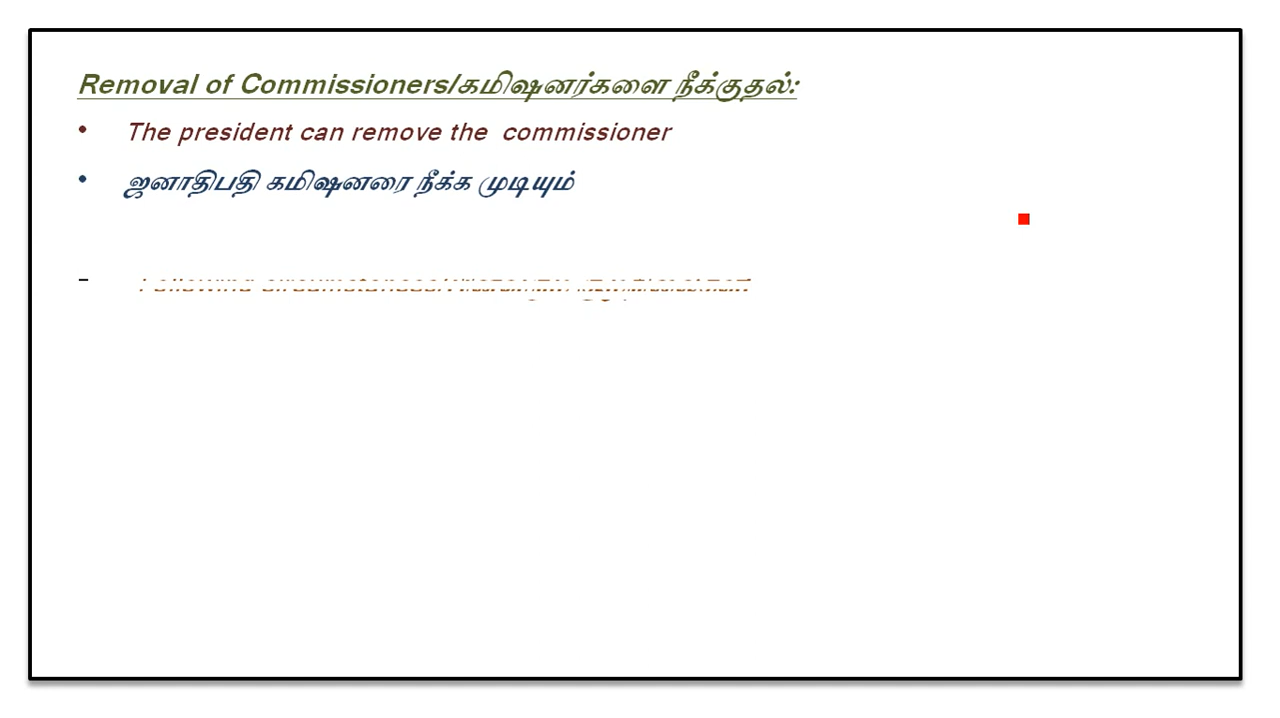 Removal of Commissioners/கமிஷனர்களை நீக்குதல்:
• The president can remove the commissioner
• ஜனாதிபதி கமிஷனரை நீக்க முடியும்